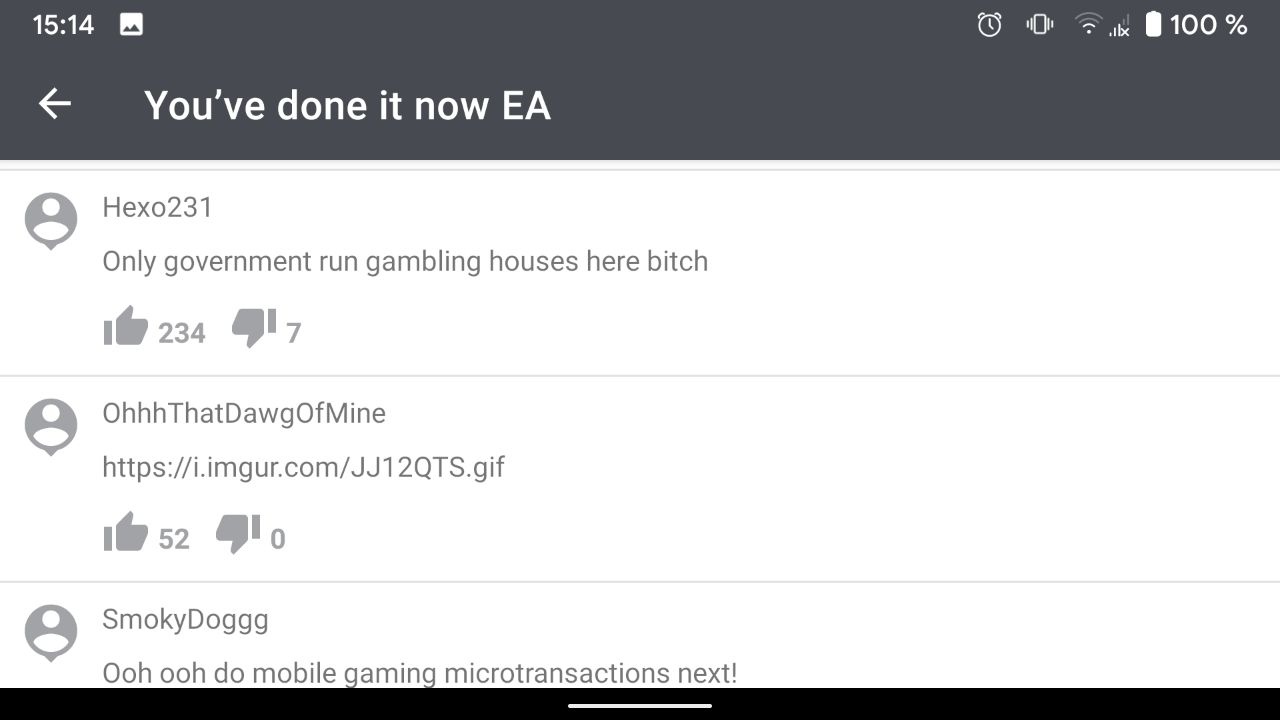 15:14
100 %
You’ve done it now EA
Hexo231
Only government run gambling houses here bitch
234 7
OhhhThatDawgOfMine
https://i.imgur.com/JJ12QTS.gif
52 0
SmokyDoggg
Ooh ooh do mobile gaming microtransactions next!